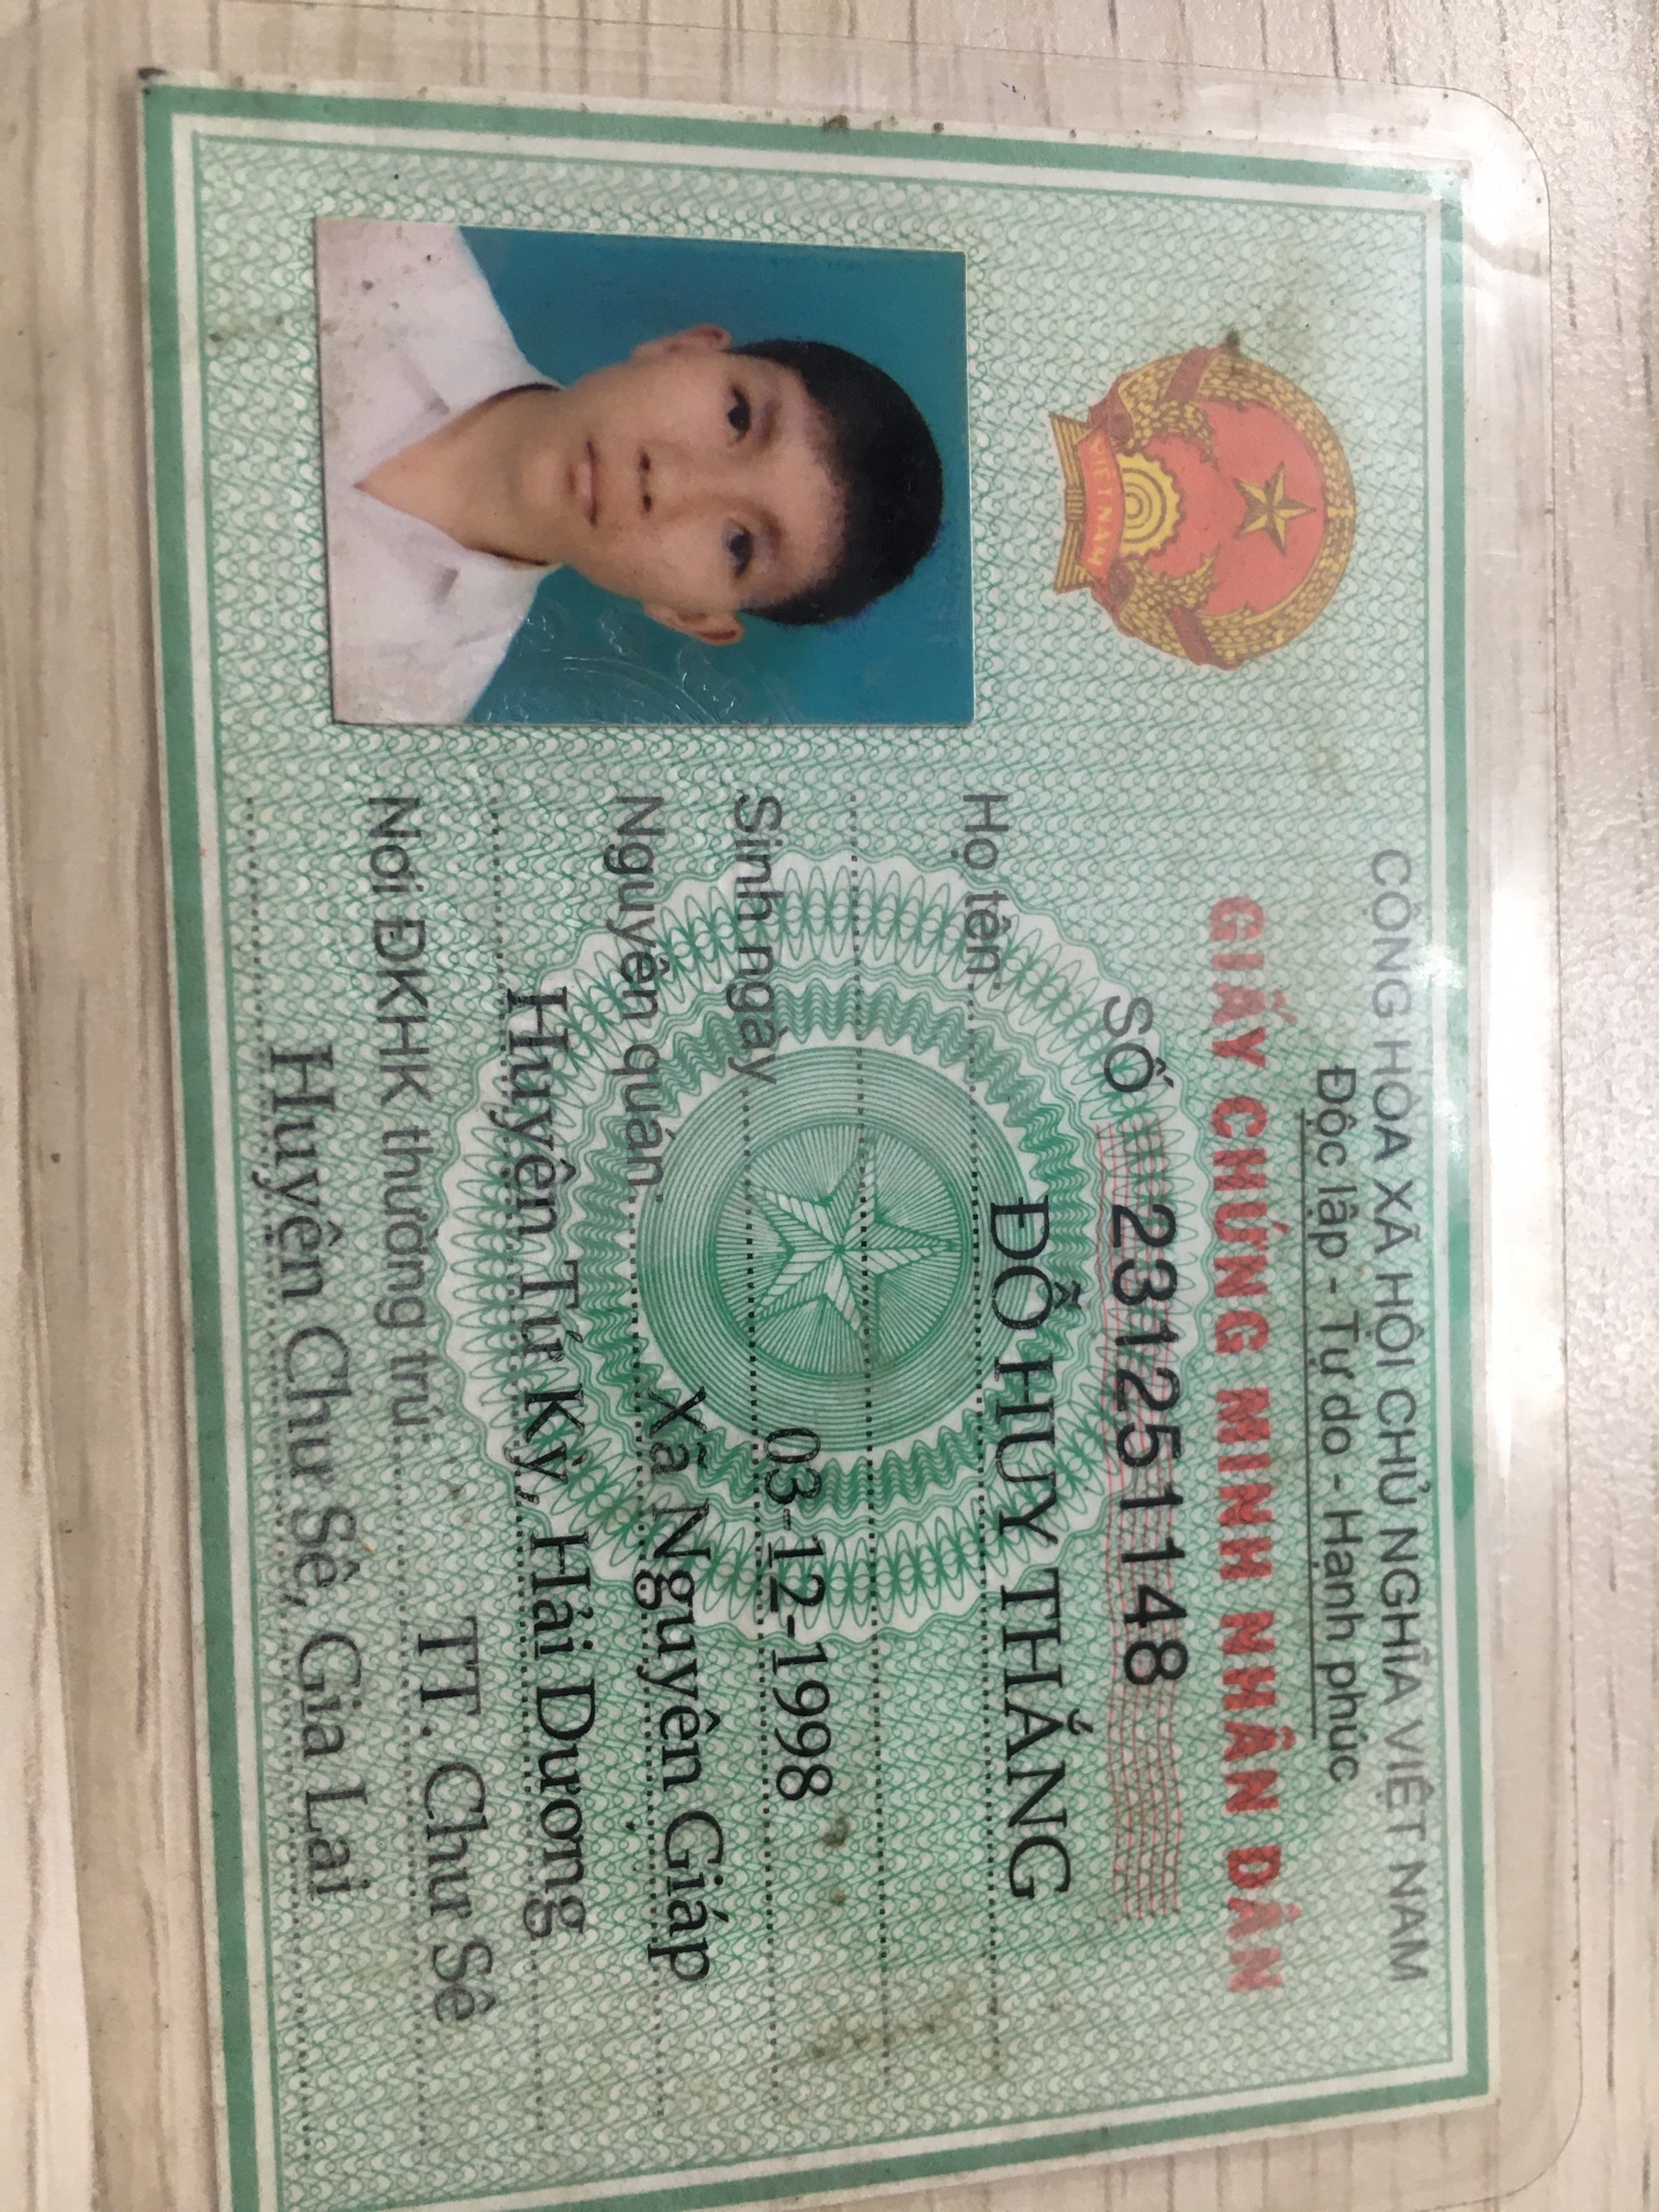 CỘNG HÒA XÃ HỘI CHỦ NGHĨA VIỆT NAM
Độc lập - Tự do - Hạnh phúc
GIẤY CHỨNG MINH NHÂN DÂN
SỐ 231251148
Họ tên ĐỖ HUY THẮNG
Sinh ngày 03-12-1998
Nguyên quán Xã Nguyên Giáp
Huyện Tứ Kỳ, Hải Dương
Nơi ĐKHK thường trú TT. Chư Sê
Huyện Chư Sê, Gia Lai
VIỆT NAM